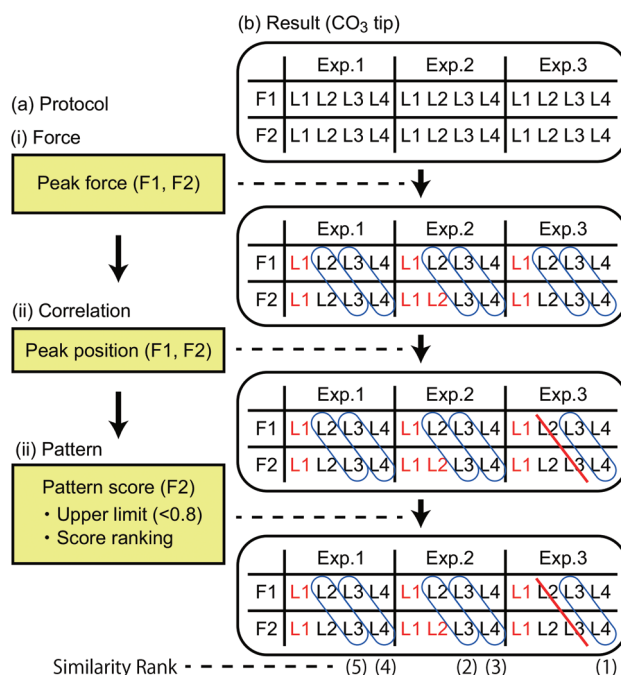 (b) Result (CO3 tip)
Exp.1 Exp.2 Exp.3
F1 L1 L2 L3 L4 L1 L2 L3 L4 L1 L2 L3 L4
F2 L1 L2 L3 L4 L1 L2 L3 L4 L1 L2 L3 L4
(a) Protocol
(i) Force
Peak force (F1, F2)
Exp.1 Exp.2 Exp.3
F1 L1 L2 L3 L4 L1 L2 L3 L4 L1 L2 L3 L4
F2 L1 L2 L3 L4 L1 L2 L3 L4 L1 L2 L3 L4
(ii) Correlation
Peak position (F1, F2)
Exp.1 Exp.2 Exp.3
F1 L1 L2 L3 L4 L1 L2 L3 L4 L1 L2 L3 L4
F2 L1 L2 L3 L4 L1 L2 L3 L4 L1 L2 L3 L4
(ii) Pattern
Pattern score (F2)
・Upper limit (<0.8)
・Score ranking
Exp.1 Exp.2 Exp.3
F1 L1 L2 L3 L4 L1 L2 L3 L4 L1 L2 L3 L4
F2 L1 L2 L3 L4 L1 L2 L3 L4 L1 L2 L3 L4
Similarity Rank (5) (4) (2) (3) (1)